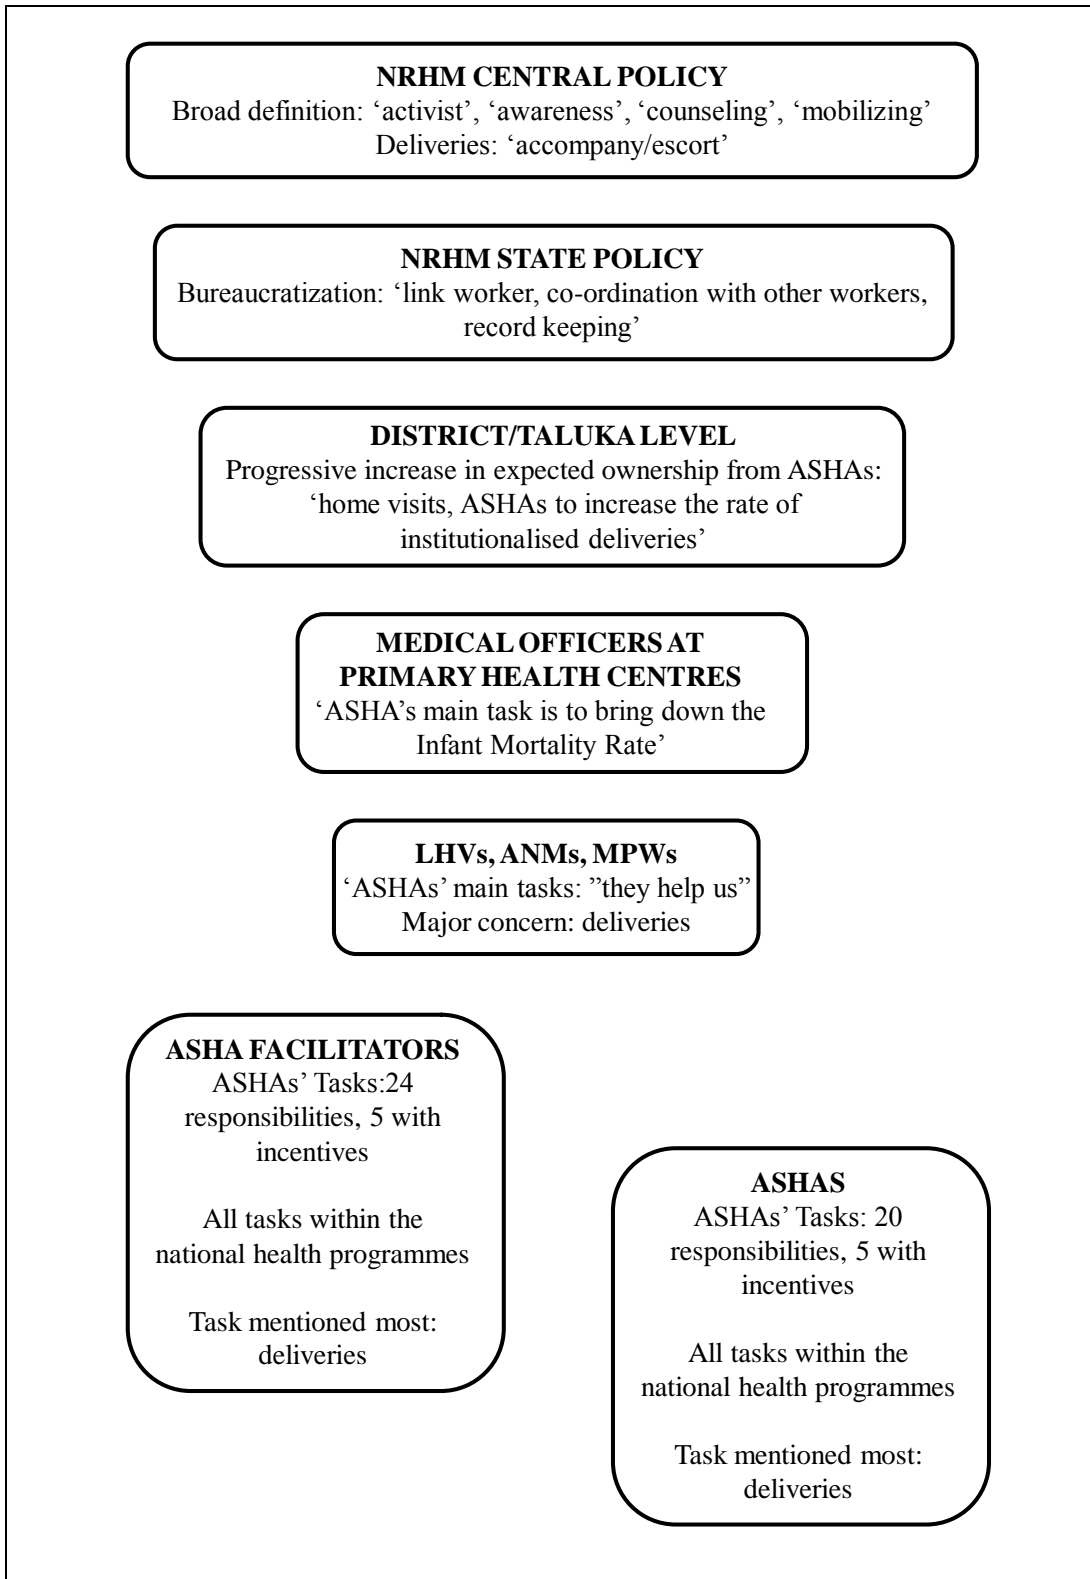 NRHM CENTRAL POLICY
Broad definition: ‘activist’, ‘awareness’, ‘counseling’, ‘mobilizing’
Deliveries: ‘accompany/escort’
NRHM STATE POLICY
Bureaucratization: ‘link worker, co-ordination with other workers,
record keeping’
DISTRICT/TALUKA LEVEL
Progressive increase in expected ownership from ASHAs:
‘home visits, ASHAs to increase the rate of
institutionalised deliveries’
MEDICAL OFFICERS AT
PRIMARY HEALTH CENTRES
‘ASHA’s main task is to bring down the
Infant Mortality Rate’
LHVs, ANMs, MPWs
‘ASHAs’ main tasks: ”they help us”
Major concern: deliveries
ASHA FACILITATORS
ASHAs’ Tasks:24
responsibilities, 5 with
incentives
All tasks within the
national health programmes
Task mentioned most:
deliveries
ASHAS
ASHAs’ Tasks: 20
responsibilities, 5 with
incentives
All tasks within the
national health programmes
Task mentioned most:
deliveries